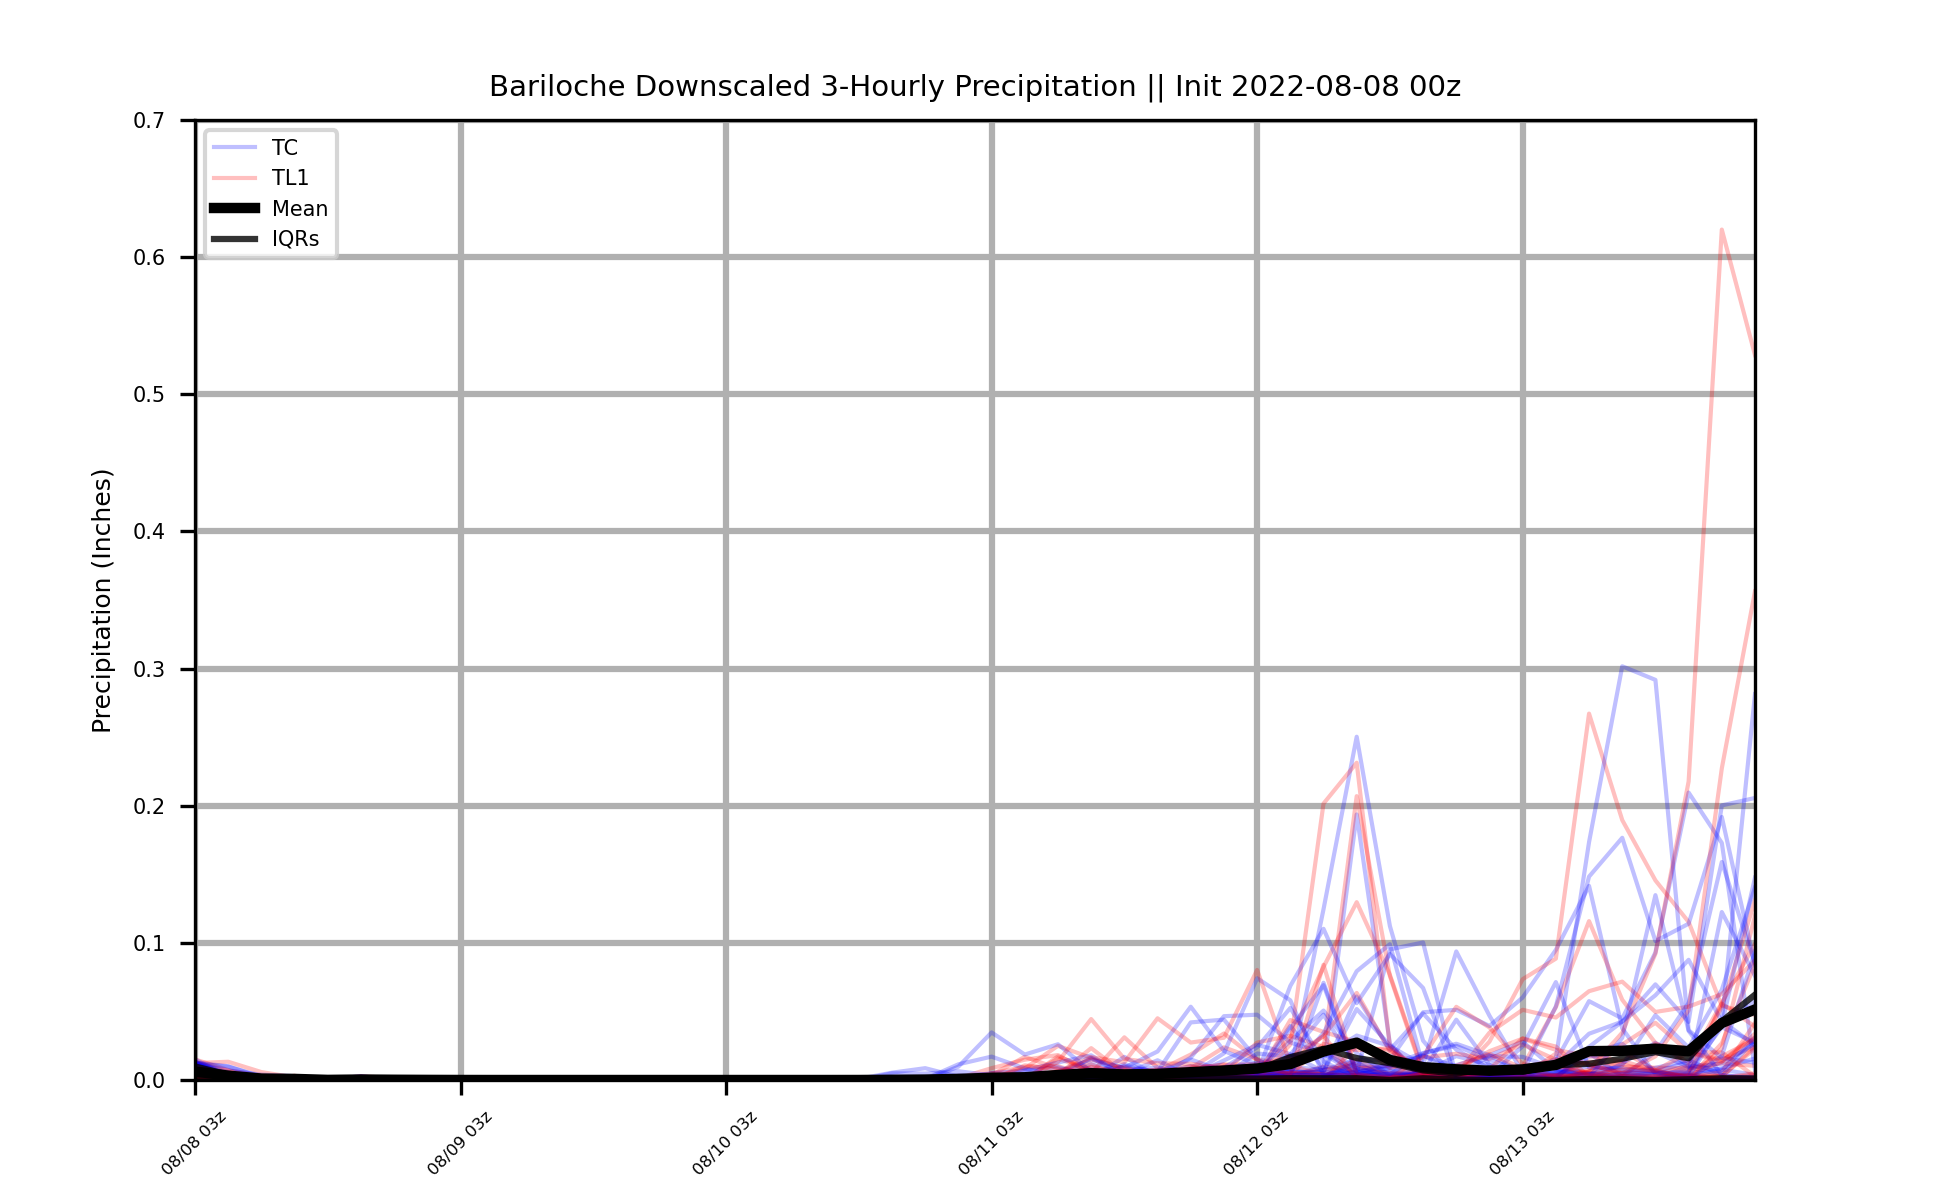 Bariloche Downscaled 3-Hourly Precipitation || Init 2022-08-08 00z
TC
TL1
Mean
IQRs
Precipitation (Inches)
0.7
0.6
0.5
0.4
0.3
0.2
0.1
0.0
08/08 03z
08/09 03z
08/10 03z
08/11 03z
08/12 03z
08/13 03z